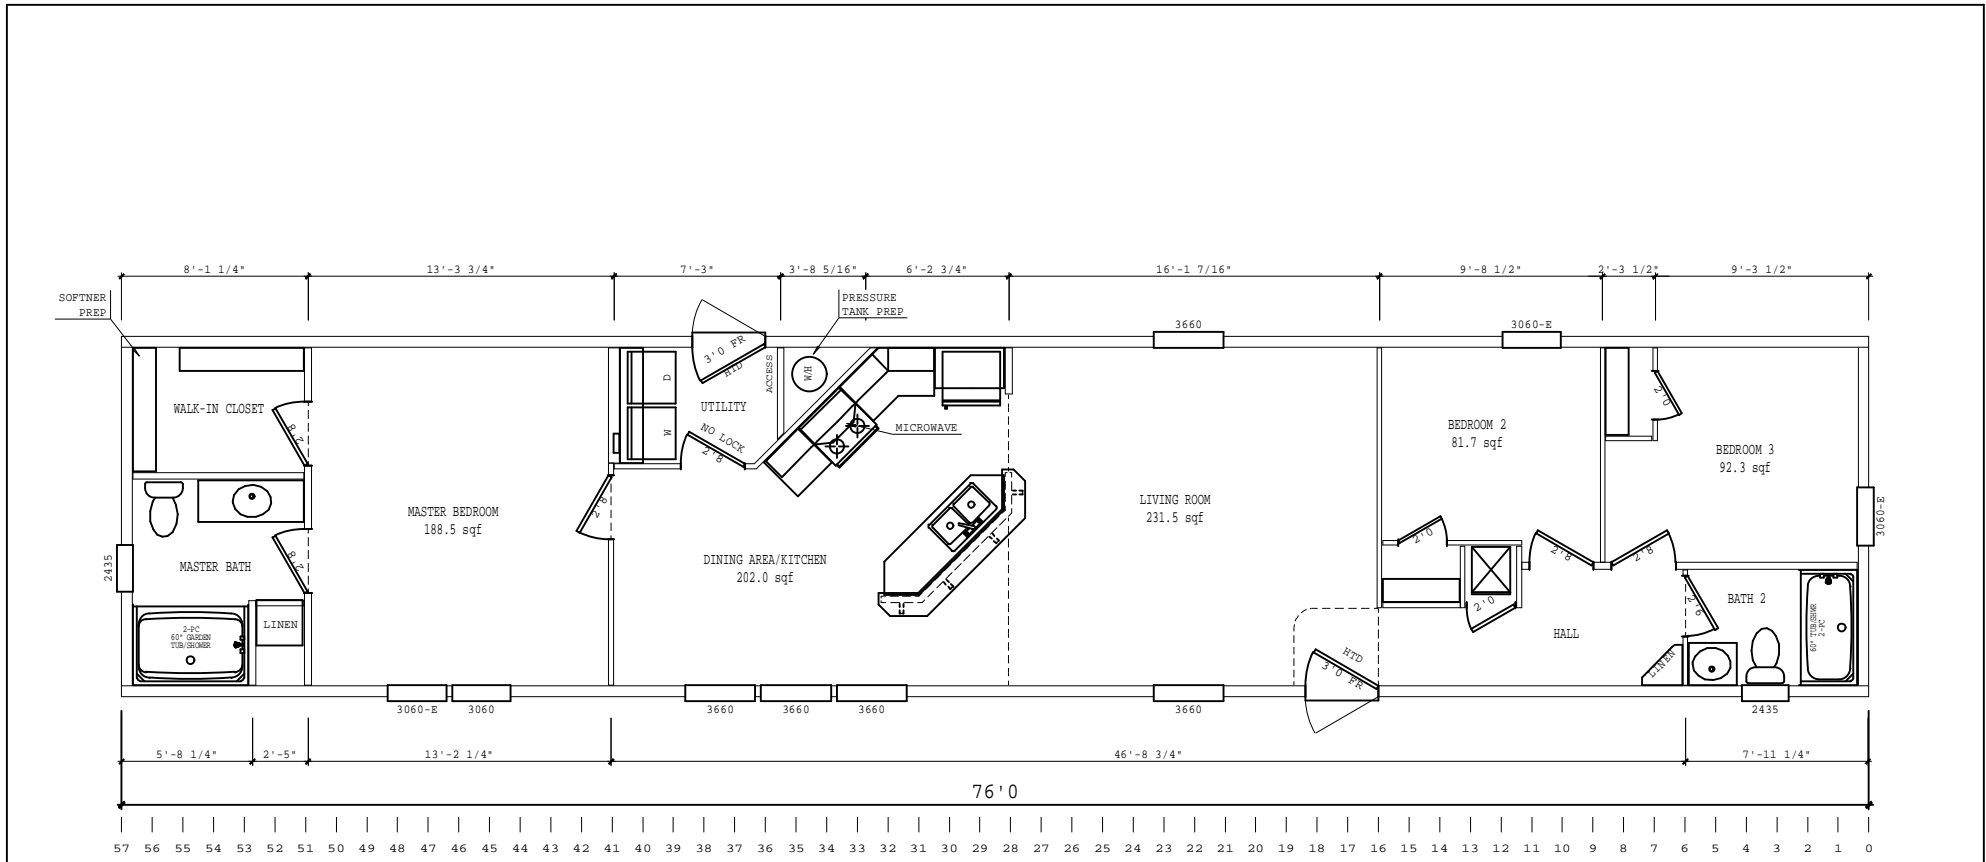 8'-1 1/4"
13'-3 3/4"
7'-3"
3'-8 5/16"
6'-2 3/4"
16'-1 7/16"
9'-8 1/2"
2'-3 1/2"
9'-3 1/2"
SOFTNER
PREP
PRESSURE
TANK PREP
3660
3060-E
3'0 FR
HTD
ACCESS
W/H
D
W
UTILITY
NO LOCK
2'8
MICROWAVE
WALK-IN CLOSET
2'8
2'0
BEDROOM 2
81.7 sqf
BEDROOM 3
92.3 sqf
3060-E
MASTER BEDROOM
188.5 sqf
2'8
LIVING ROOM
231.5 sqf
2'0
2'8
2'8
2435
MASTER BATH
2'8
DINING AREA/KITCHEN
202.0 sqf
2'0
2'6
BATH 2
60" TUB/SHWR
2-PC
LINEN
2-PC
60" GARDEN
TUB/SHOWER
HALL
HTD
3'0 FR
LINEN
3060-E
3060
3660
3660
3660
3660
2435
5'-8 1/4"
2'-5"
13'-2 1/4"
46'-8 3/4"
7'-11 1/4"
76'0
57 56 55 54 53 52 51 50 49 48 47 46 45 44 43 42 41 40 39 38 37 36 35 34 33 32 31 30 29 28 27 26 25 24 23 22 21 20 19 18 17 16 15 14 13 12 11 10 9 8 7 6 5 4 3 2 1 0